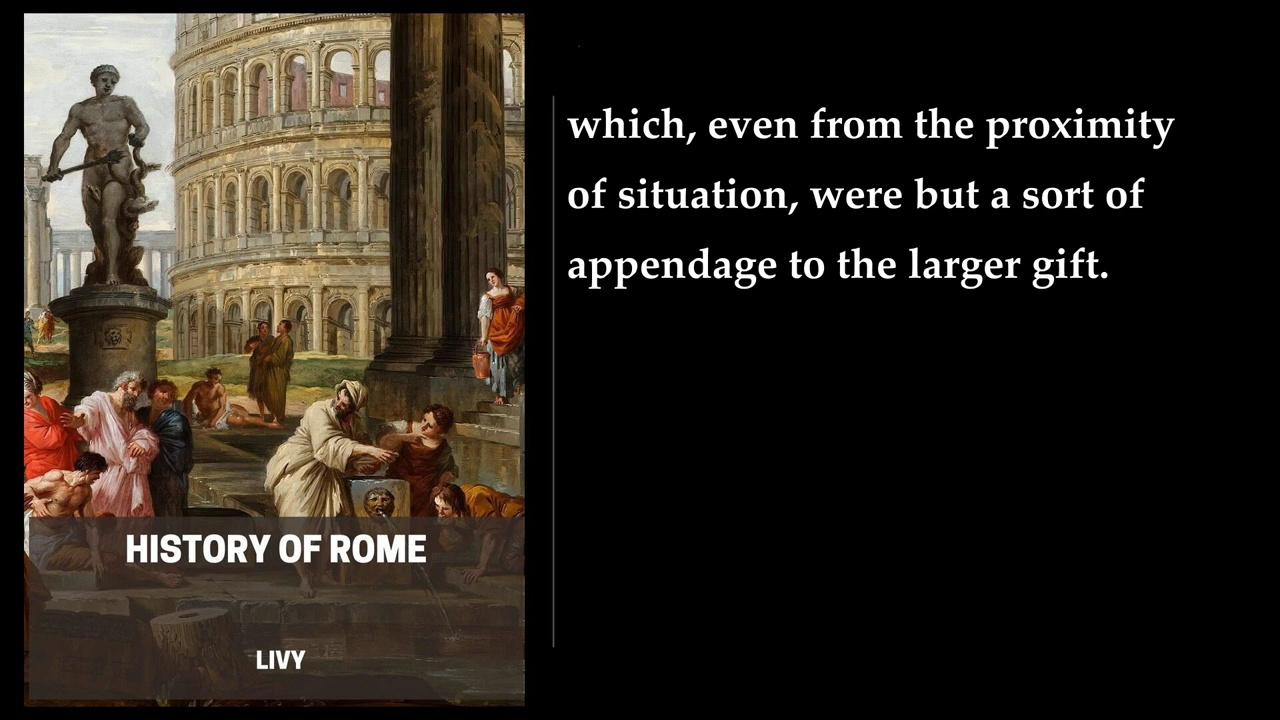 which, even from the proximity
of situation, were but a sort of
appendage to the larger gift.
HISTORY OF ROME
LIVY